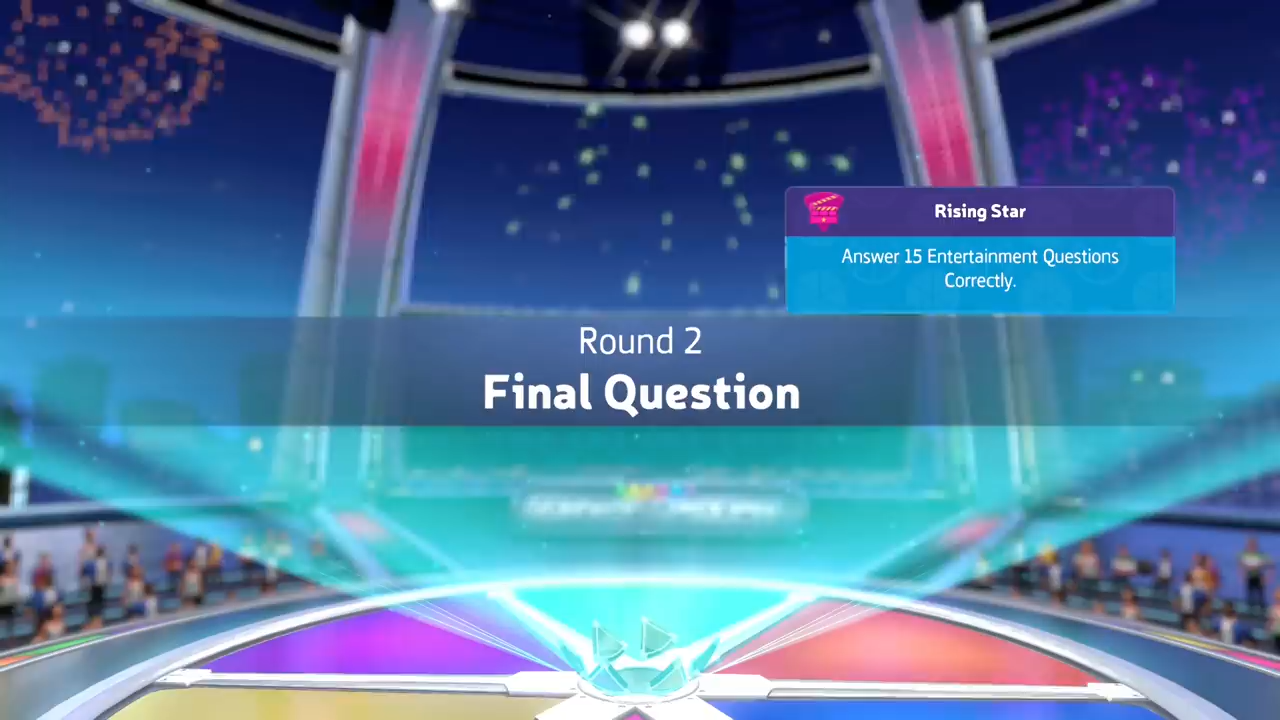 Rising Star
Answer 15 Entertainment Questions
Correctly.
Round 2
Final Question